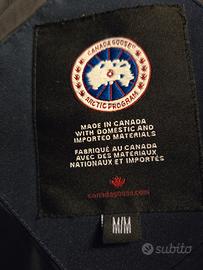 CANADA GOOSE
ARCTIC PROGRAM
MADE IN CANADA
WITH DOMESTIC AND
IMPORTED MATERIALS
FABRIQUÉ AU CANADA
AVEC DES MATERIAUX
NATIONAUX ET IMPORTÉS
canadagoose.com
M/M
subito